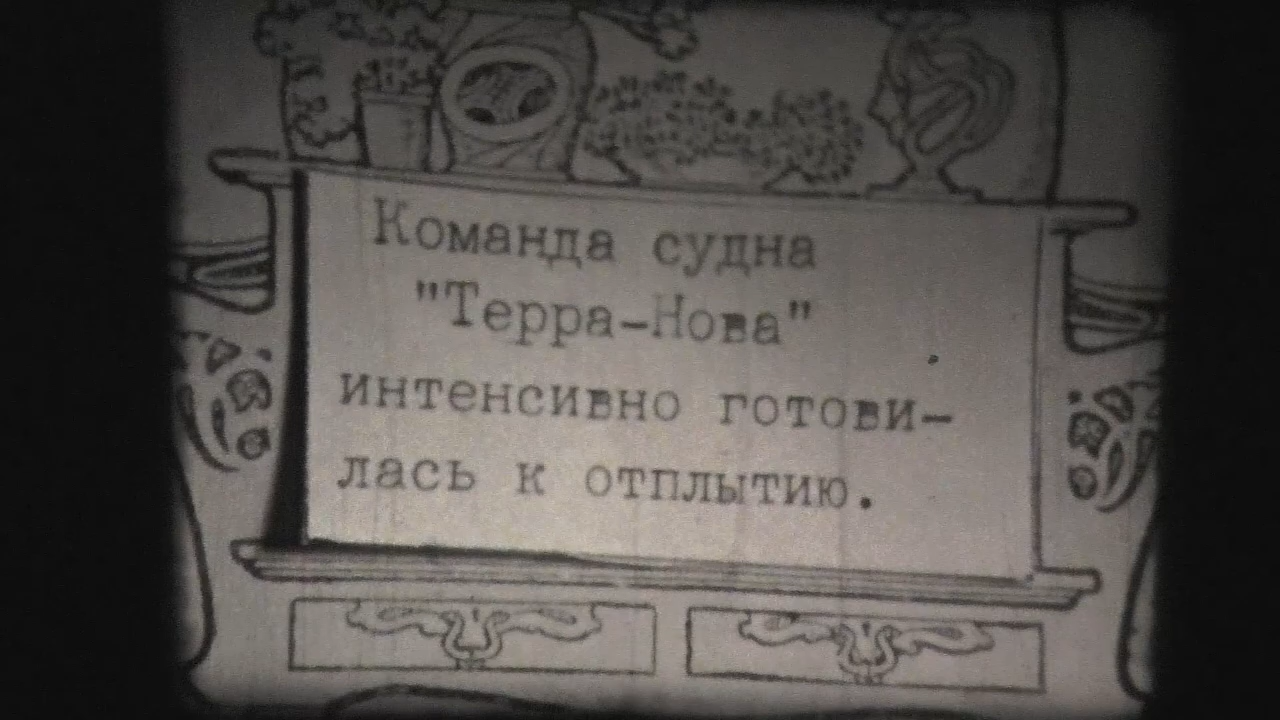 Команда судна
"Терра-Нова"
интенсивно готови-
лась к отплытию.